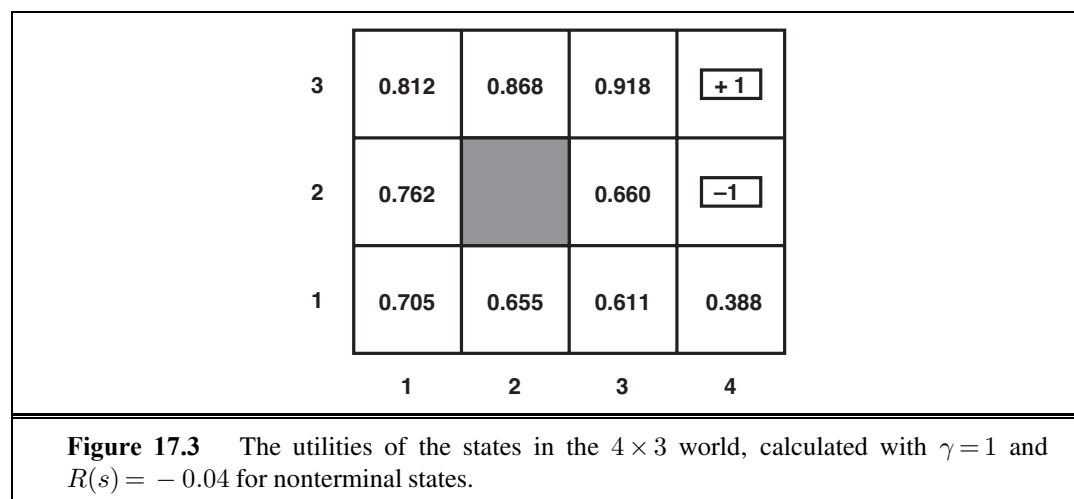 3 0.812 0.868 0.918 + 1
2 0.762 0.660 –1
1 0.705 0.655 0.611 0.388
1 2 3 4
Figure 17.3 The utilities of the states in the 4 × 3 world, calculated with γ = 1 and
R(s) = − 0.04 for nonterminal states.